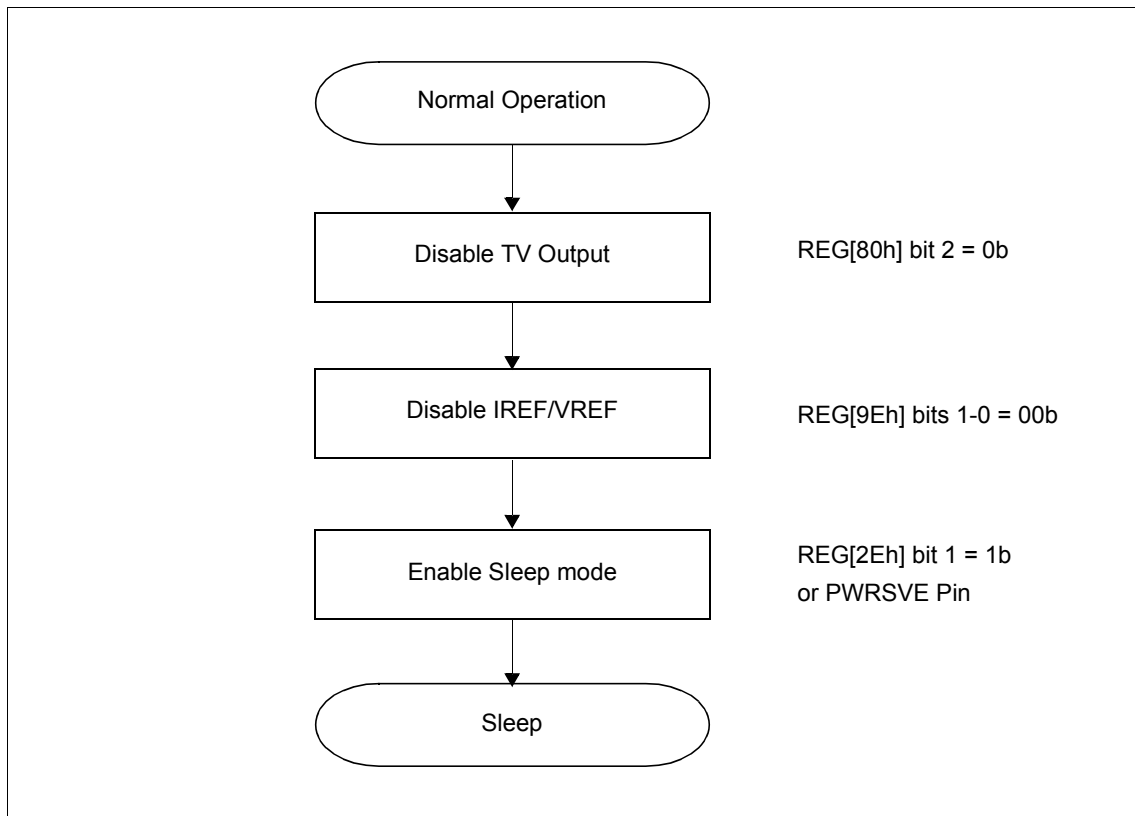 Normal Operation
Disable TV Output
REG[80h] bit 2 = 0b
Disable IREF/VREF
REG[9Eh] bits 1-0 = 00b
Enable Sleep mode
REG[2Eh] bit 1 = 1b
or PWRSVE Pin
Sleep